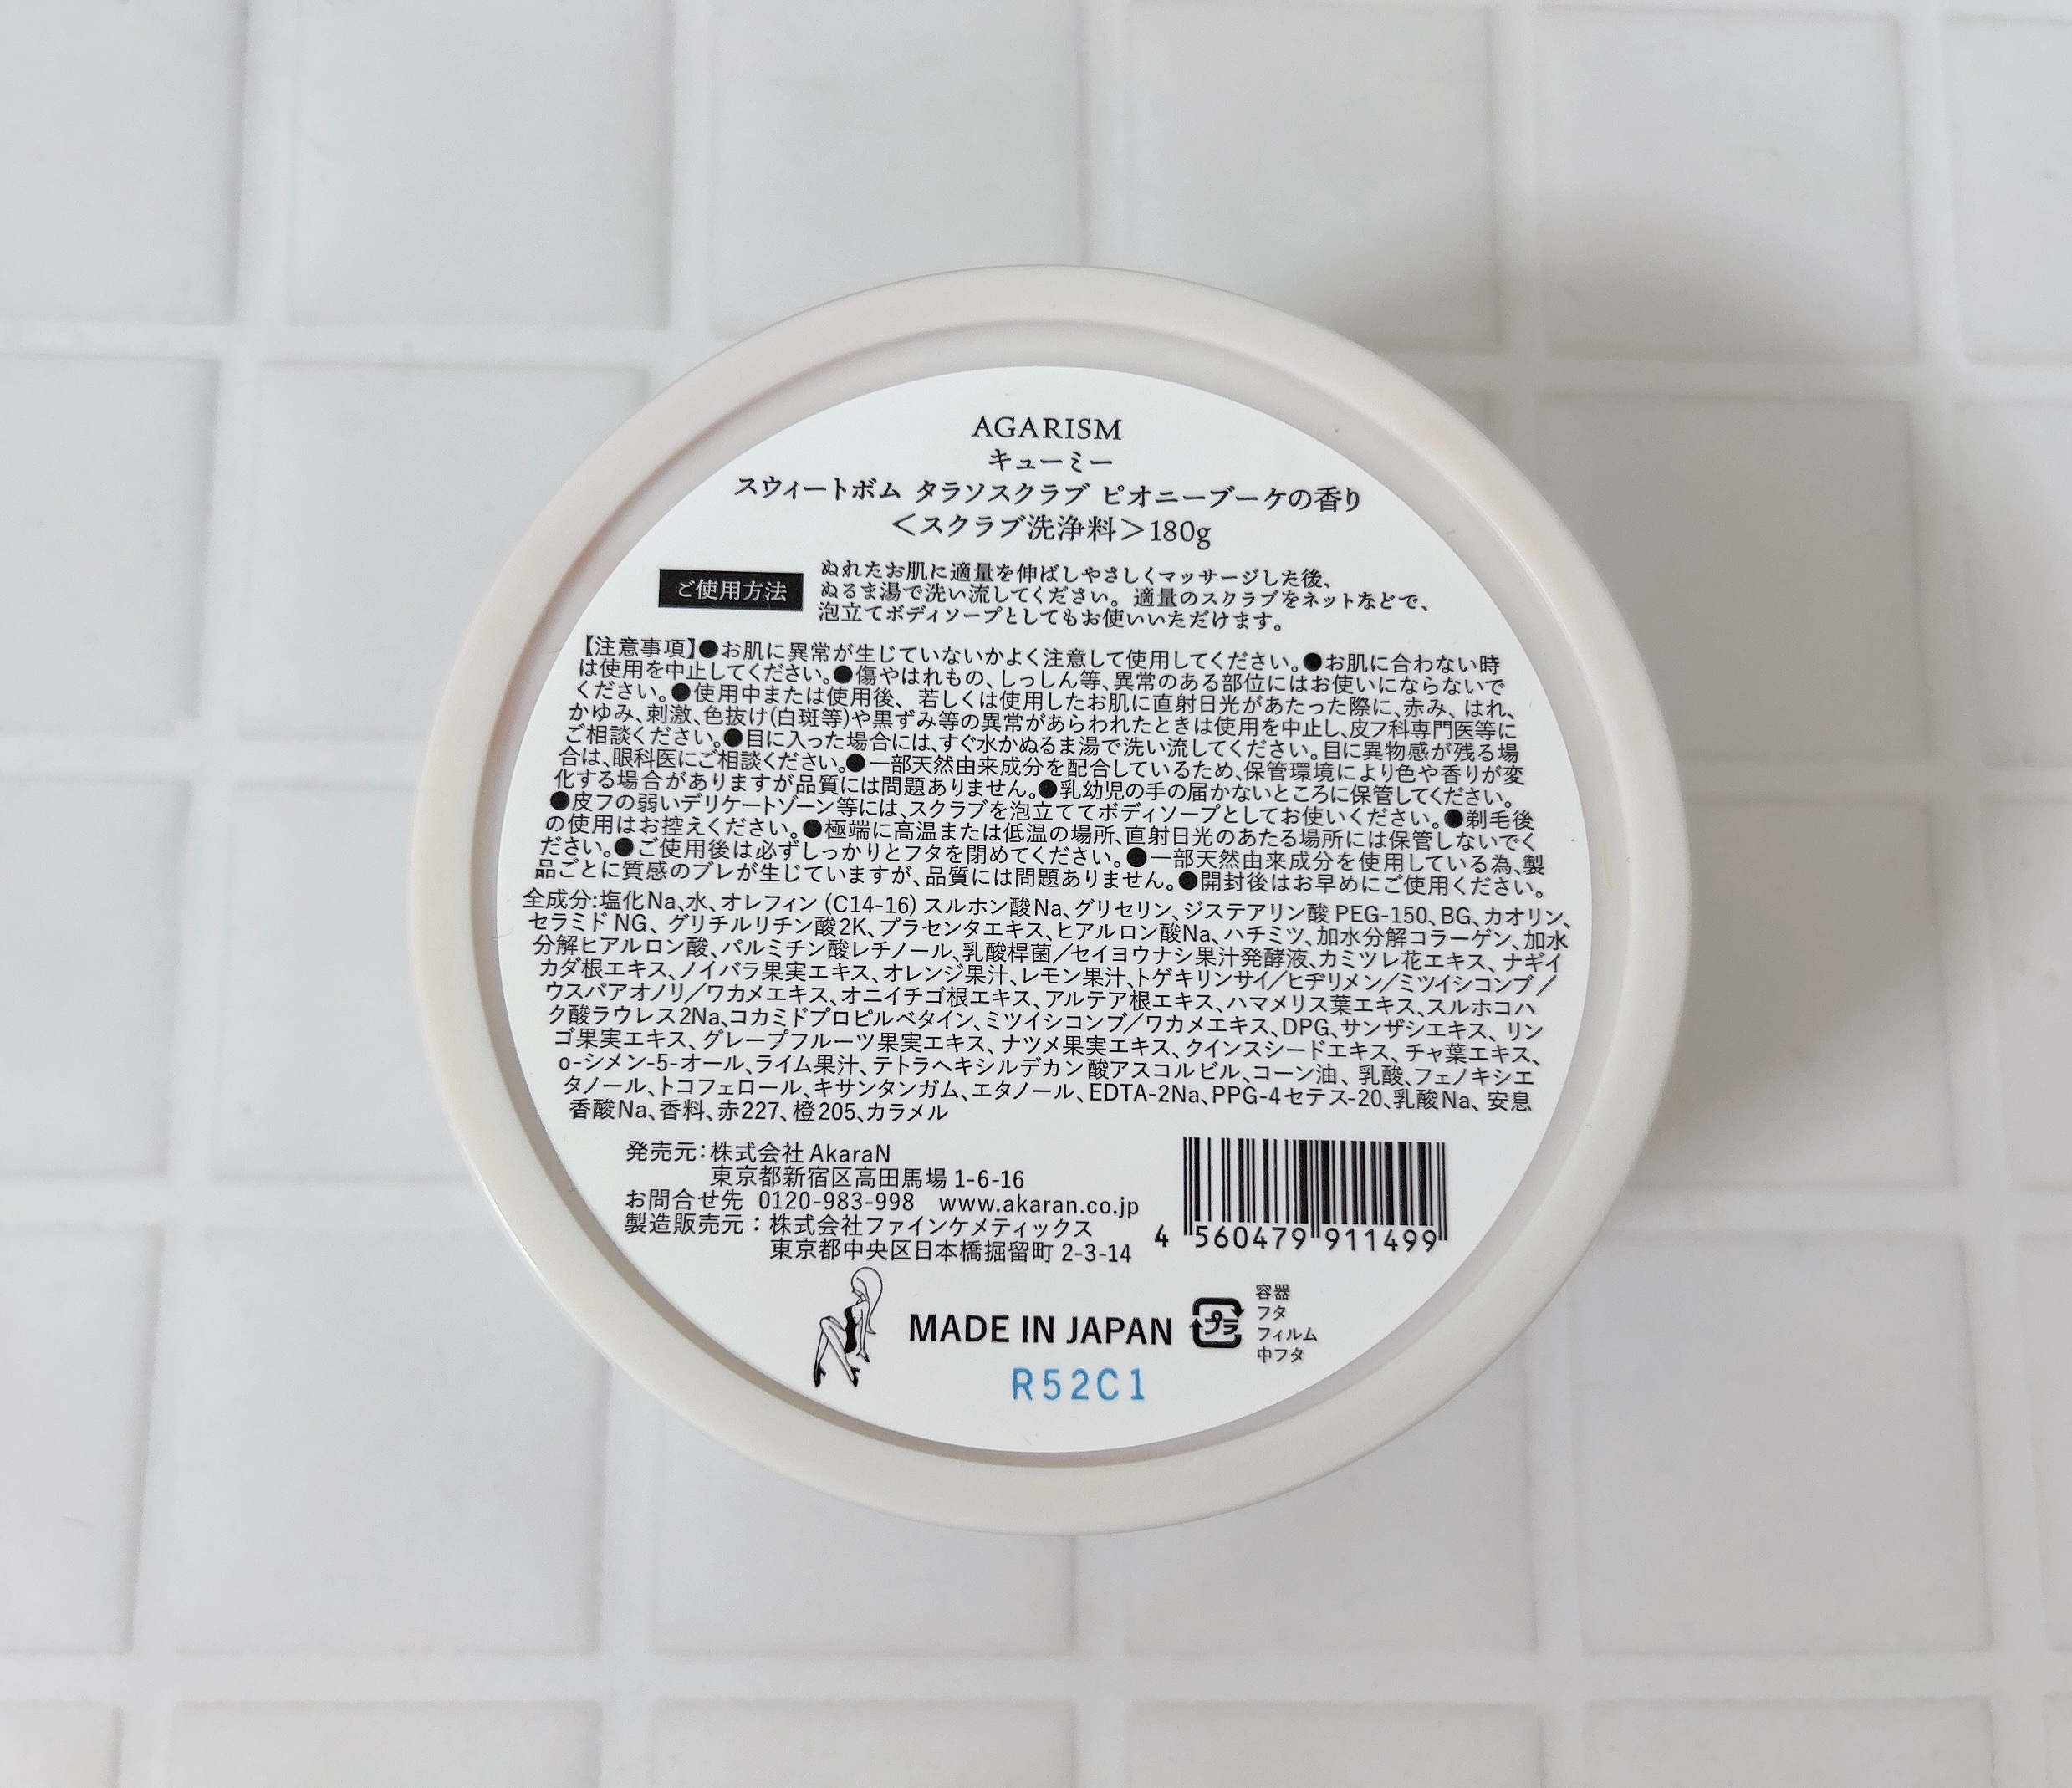 AGARISM
キューミー
スウィートボム タラソスクラブ ピオニーブーケの香り
＜スクラブ洗浄料＞180g
ご使用方法
ぬれたお肌に適量を伸ばしやさしくマッサージした後、
ぬるま湯で洗い流してください。適量のスクラブをネットなどで、
泡立てボディソープとしてもお使いいただけます。
【注意事項】●お肌に異常が生じていないかよく注意して使用してください。●お肌に合わない時
は使用を中止してください。●傷やはれもの、しっしん等、異常のある部位にはお使いにならないで
ください。●使用中または使用後、若しくは使用したお肌に直射日光があたった際に、赤み、はれ、
かゆみ、刺激、色抜け(白斑等)や黒ずみ等の異常があらわれたときは使用を中止し、皮フ科専門医等に
ご相談ください。●目に入った場合には、すぐ水かぬるま湯で洗い流してください。目に異物感が残る場
合は、眼科医にご相談ください。●一部天然由来成分を配合しているため、保管環境により色や香りが変
化する場合がありますが品質には問題ありません。●乳幼児の手の届かないところに保管してください。
●皮フの弱いデリケートゾーン等には、スクラブを泡立ててボディソープとしてお使いください。●剃毛後
の使用はお控えください。●極端に高温または低温の場所、直射日光のあたる場所には保管しないでく
ださい。●ご使用後は必ずしっかりとフタを閉めてください。●一部天然由来成分を使用している為、製
品ごとに質感のブレが生じていますが、品質には問題ありません。●開封後はお早めにご使用ください。
全成分:塩化Na、水、オレフィン (C14-16) スルホン酸Na、グリセリン、ジステアリン酸 PEG-150、BG、カオリン、
セラミド NG、グリチルリチン酸2K、プラセンタエキス、ヒアルロン酸Na、ハチミツ、加水分解コラーゲン、加水
分解ヒアルロン酸、パルミチン酸レチノール、乳酸桿菌／セイヨウナシ果汁発酵液、カミツレ花エキス、ナギイ
カダ根エキス、ノイバラ果実エキス、オレンジ果汁、レモン果汁、トゲキリンサイ／ヒヂリメン／ミツイシコンブ／
ウスバアオノリ／ワカメエキス、オニイチゴ根エキス、アルテア根エキス、ハマメリス葉エキス、スルホコハ
ク酸ラウレス2Na、コカミドプロピルベタイン、ミツイシコンブ／ワカメエキス、DPG、サンザシエキス、リン
ゴ果実エキス、グレープフルーツ果実エキス、ナツメ果実エキス、クインスシードエキス、チャ葉エキス、
o-シメン-5-オール、ライム果汁、テトラヘキシルデカン酸アスコルビル、コーン油、乳酸、フェノキシエ
タノール、トコフェロール、キサンタンガム、エタノール、EDTA-2Na、PPG-4セテス-20、乳酸Na、安息
香酸Na、香料、赤227、橙205、カラメル
発売元:株式会社 AkaraN
東京都新宿区高田馬場 1-6-16
お問合せ先 0120-983-998 www.akaran.co.jp
製造販売元：株式会社ファインケメティックス
東京都中央区日本橋掘留町 2-3-14
4 560479 911499
MADE IN JAPAN
プラ
容器
フタ
フィルム
中フタ
R52C1